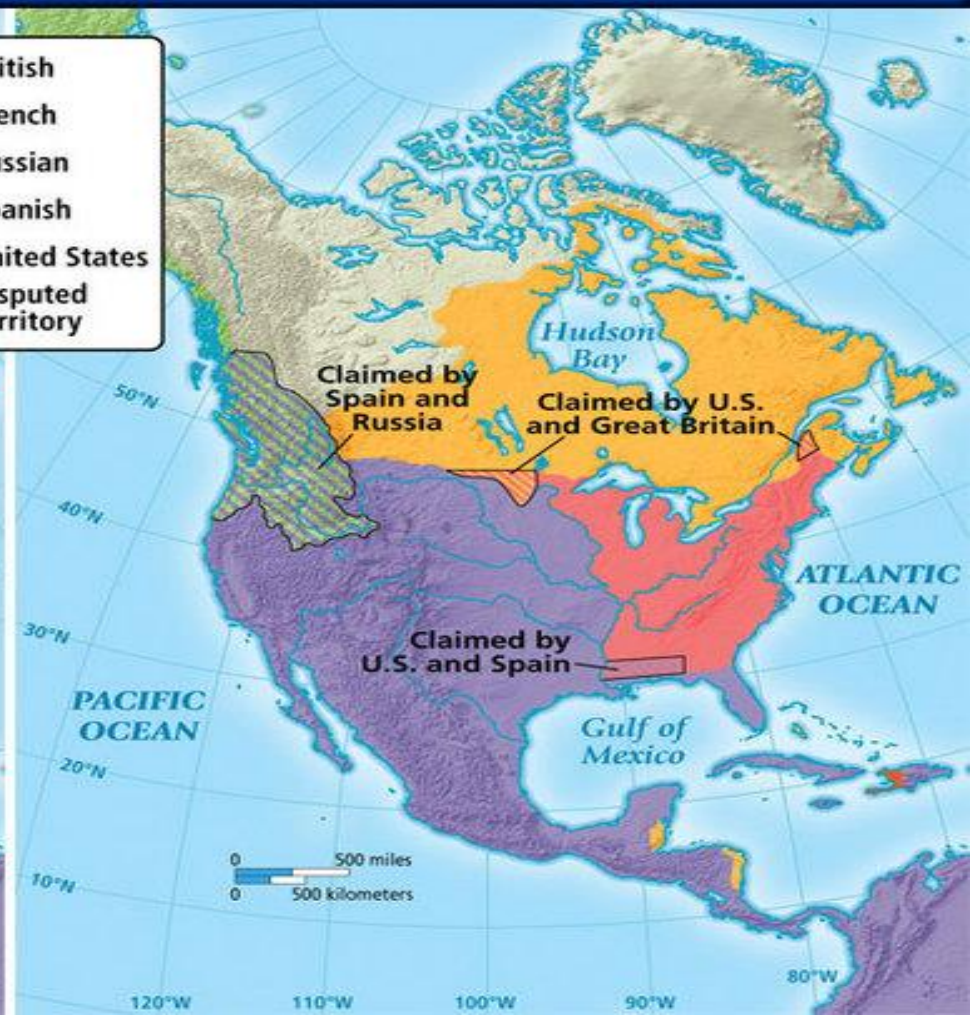 itish
ench
ussian
anish
nited States
sputed
rritory
Hudson
Bay
Claimed by
Spain and
Russia
Claimed by U.S.
and Great Britain
50°N
40°N
ATLANTIC
OCEAN
30°N
Claimed by
U.S. and Spain
PACIFIC
OCEAN
Gulf of
Mexico
20°N
0 500 miles
0 500 kilometers
10°N
80°W
120°W 110°W 100°W 90°W